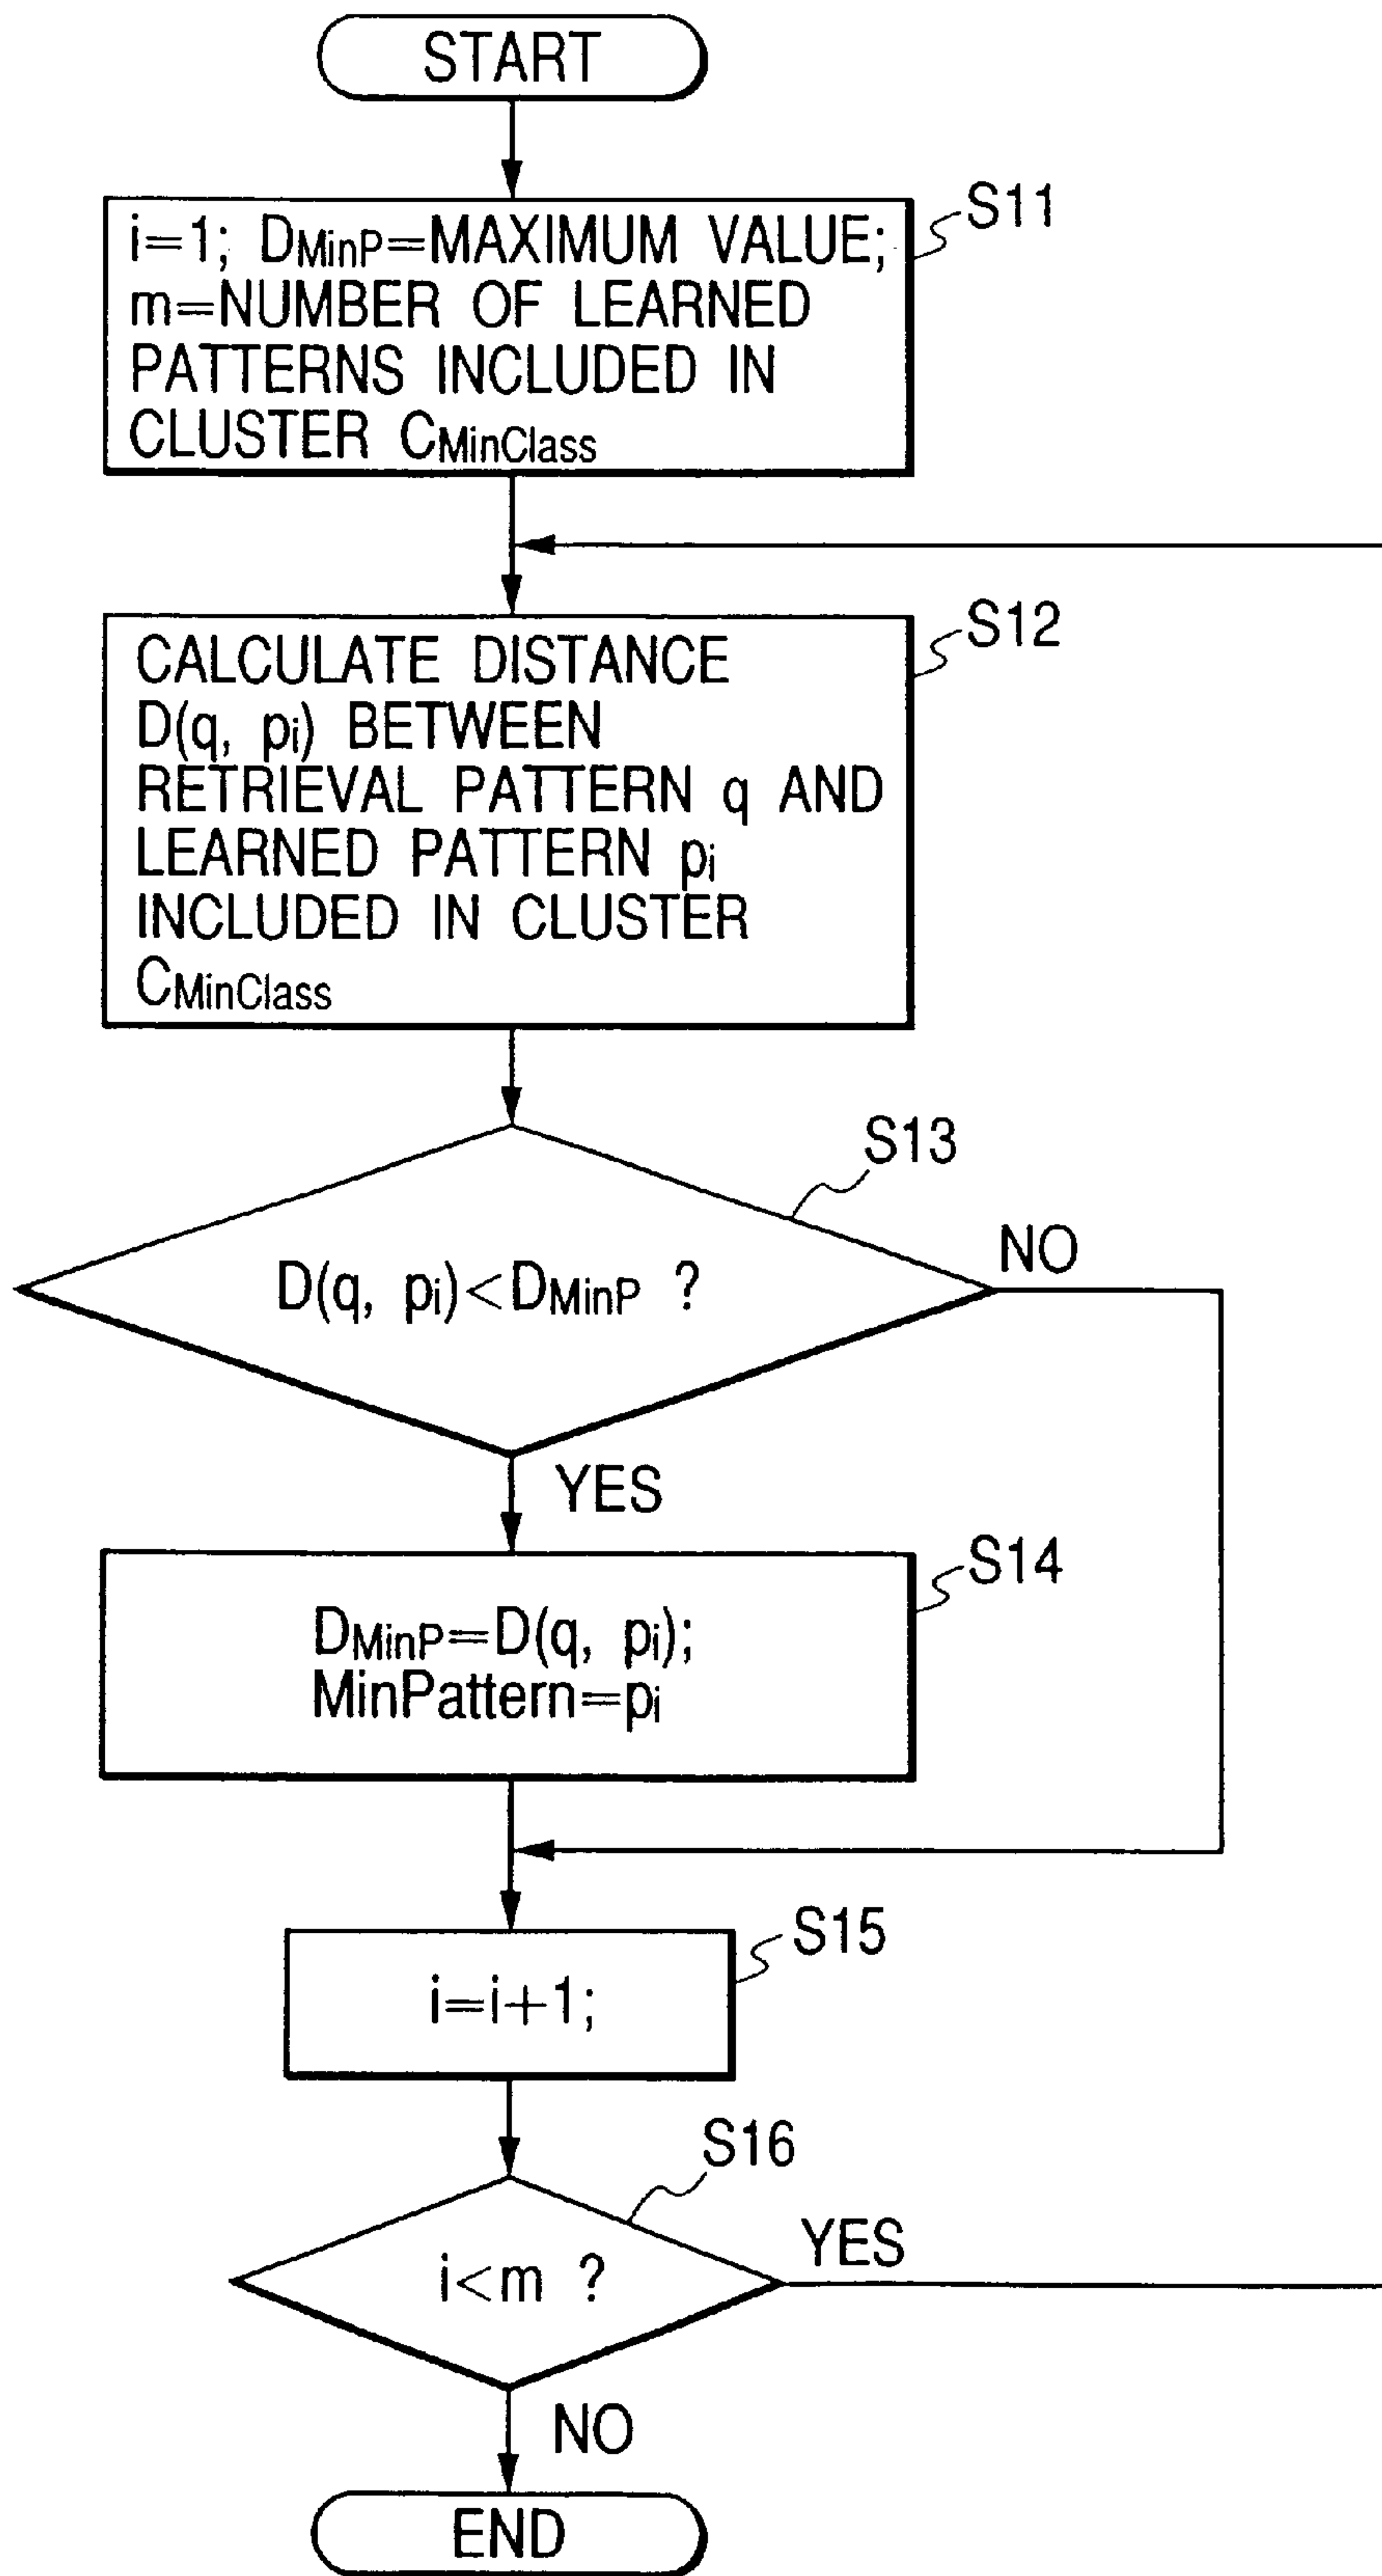 START
S11
i=1; DMinP=MAXIMUM VALUE;
m=NUMBER OF LEARNED
PATTERNS INCLUDED IN
CLUSTER CMinClass
S12
CALCULATE DISTANCE
D(q, pi) BETWEEN
RETRIEVAL PATTERN q AND
LEARNED PATTERN pi
INCLUDED IN CLUSTER
CMinClass
S13
D(q, pi)<DMinP ?
NO
YES
S14
DMinP=D(q, pi);
MinPattern=pi
S15
i=i+1;
S16
i<m ?
YES
NO
END